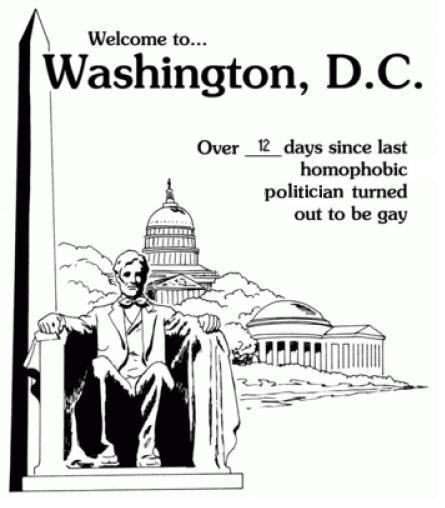 Welcome to...
Washington, D.C.
Over 12 days since last
homophobic
politician turned
out to be gay